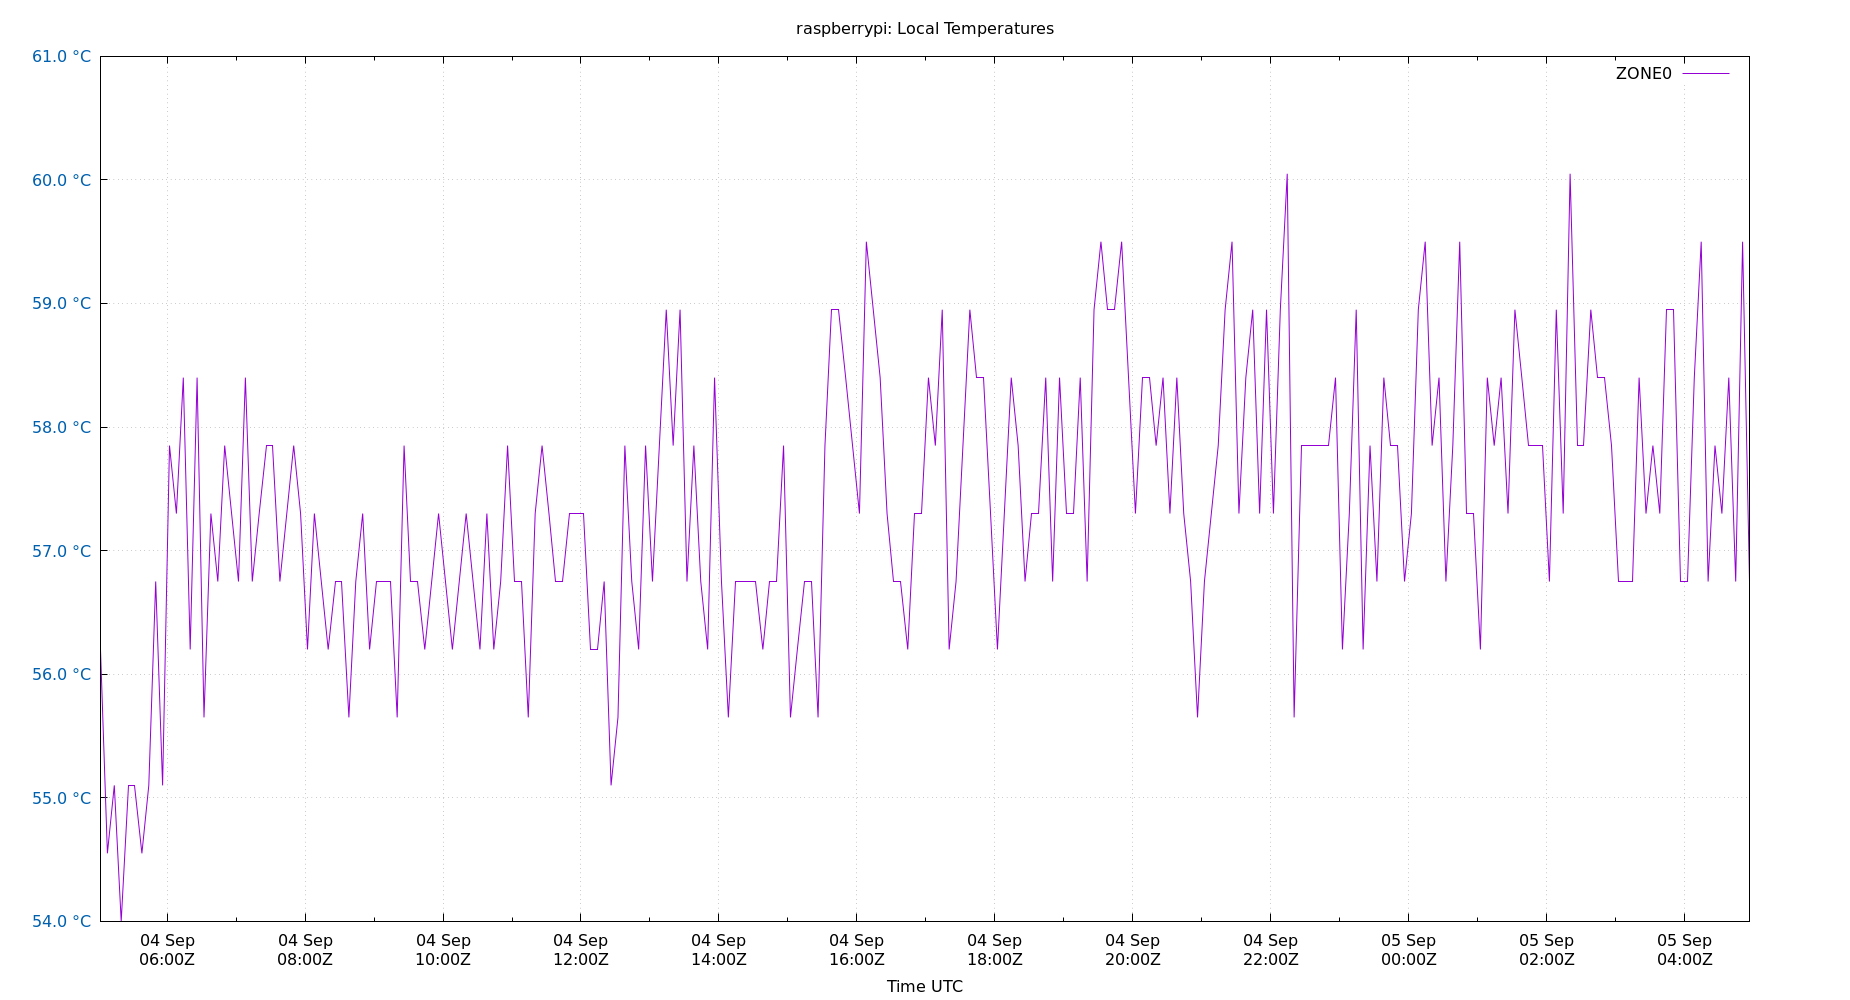 raspberrypi: Local Temperatures
61.0 °C
ZONE0
60.0 °C
59.0 °C
58.0 °C
57.0 °C
56.0 °C
55.0 °C
54.0 °C
04 Sep 04 Sep 04 Sep 04 Sep 04 Sep 04 Sep 04 Sep 04 Sep 04 Sep 05 Sep 05 Sep 05 Sep
06:00Z 08:00Z 10:00Z 12:00Z 14:00Z 16:00Z 18:00Z 20:00Z 22:00Z 00:00Z 02:00Z 04:00Z
Time UTC